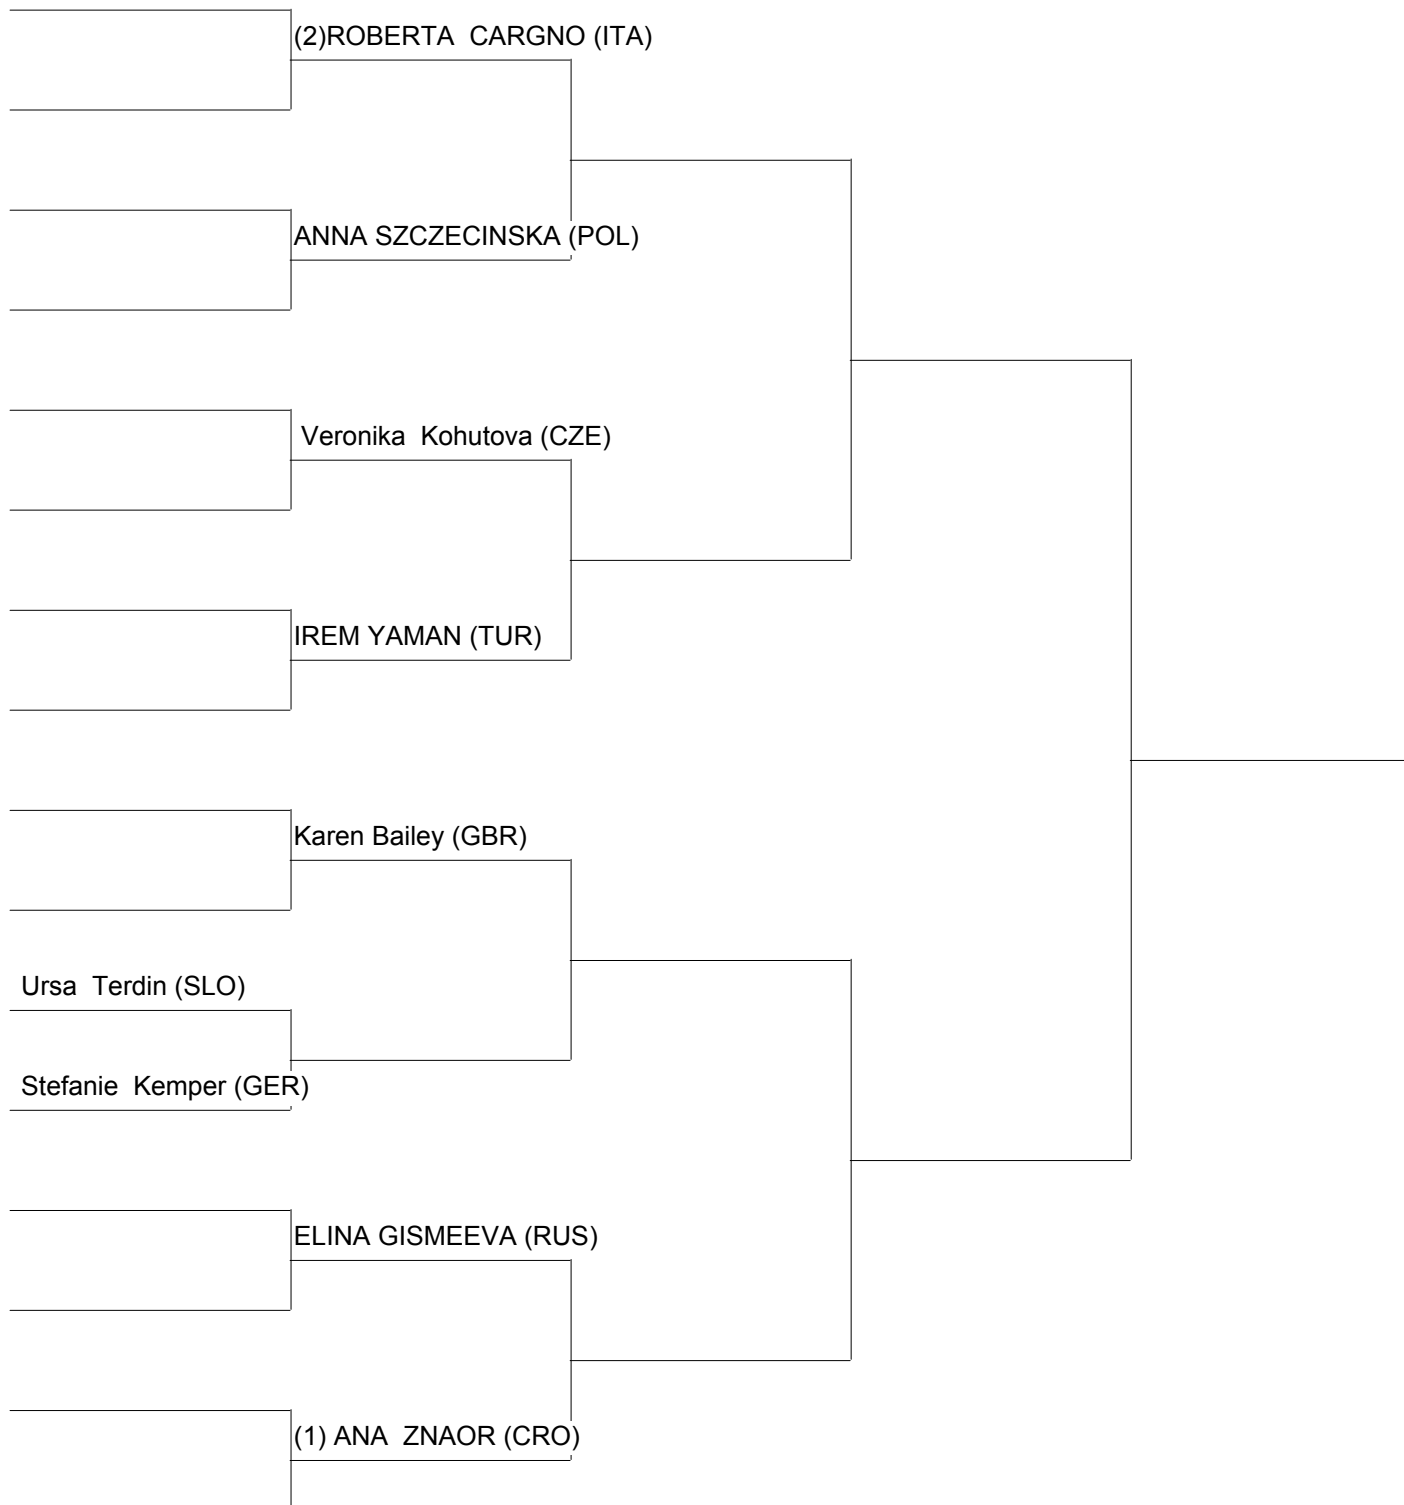 (2)ROBERTA  CARGNO (ITA)
ANNA SZCZECINSKA (POL)
Veronika  Kohutova (CZE)
IREM YAMAN (TUR)
Karen Bailey (GBR)
Ursa  Terdin (SLO)
Stefanie  Kemper (GER)
ELINA GISMEEVA (RUS)
(1) ANA  ZNAOR (CRO)